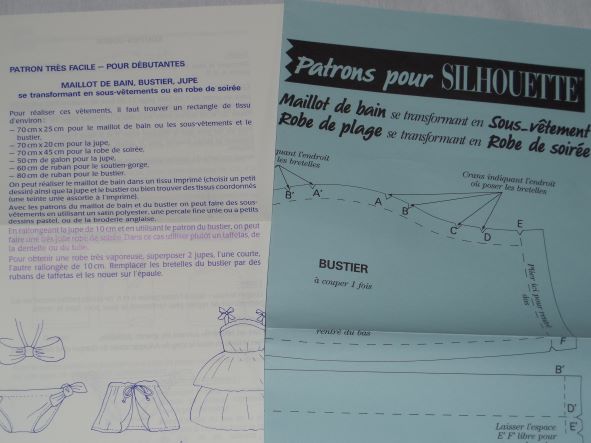 PATRON TRÈS FACILE – POUR DÉBUTANTES
MAILLOT DE BAIN, BUSTIER, JUPE
se transformant en sous-vêtements ou en robe de soirée
Pour réaliser ces vêtements, il faut trouver un rectangle de tissu
d'environ :
– 70 cm x 25 cm pour le maillot de bain ou les sous-vêtements et le
bustier,
– 70 cm x 20 cm pour la jupe,
– 70 cm x 45 cm pour la robe de soirée,
– 50 cm de galon pour la jupe,
– 60 cm de ruban pour le soutien-gorge,
– 80 cm de ruban pour le bustier.
On peut réaliser le maillot de bain dans un tissu imprimé (choisir un petit
dessin) ainsi que la jupe et le bustier ou bien trouver des tissus coordonnés
(une teinte unie assortie à l'imprimé).
Avec les patrons du maillot de bain et du bustier on peut faire des sous-
vêtements en utilisant un satin polyester, une percale fine unie ou a petits
dessins pastel, ou de la broderie anglaise.
En rallongeant la jupe de 10 cm et en utilisant le patron du bustier, on peut
faire une très jolie robe de soirée. Dans ce cas utiliser plutôt un taffetas, de
la dentelle ou du tulle.
Pour obtenir une robe très vaporeuse, superposer 2 jupes, l'une courte,
l'autre rallongée de 10 cm. Remplacer les bretelles du bustier par des
rubans de taffetas et les nouer sur l'épaule.
Patrons pour SILHOUETTE
Maillot de bain se transformant en Sous-vêtement
Robe de plage se transformant en Robe de soirée
quant l'endroit
les bretelles
Crans indiquant l'endroit
où poser les bretelles
B' A' A B C D E
BUSTIER
à couper 1 fois
Plier ici pour
dos
rentré du bas
F
B'
D'
E'
Laisser l'espace
E' F' libre pour